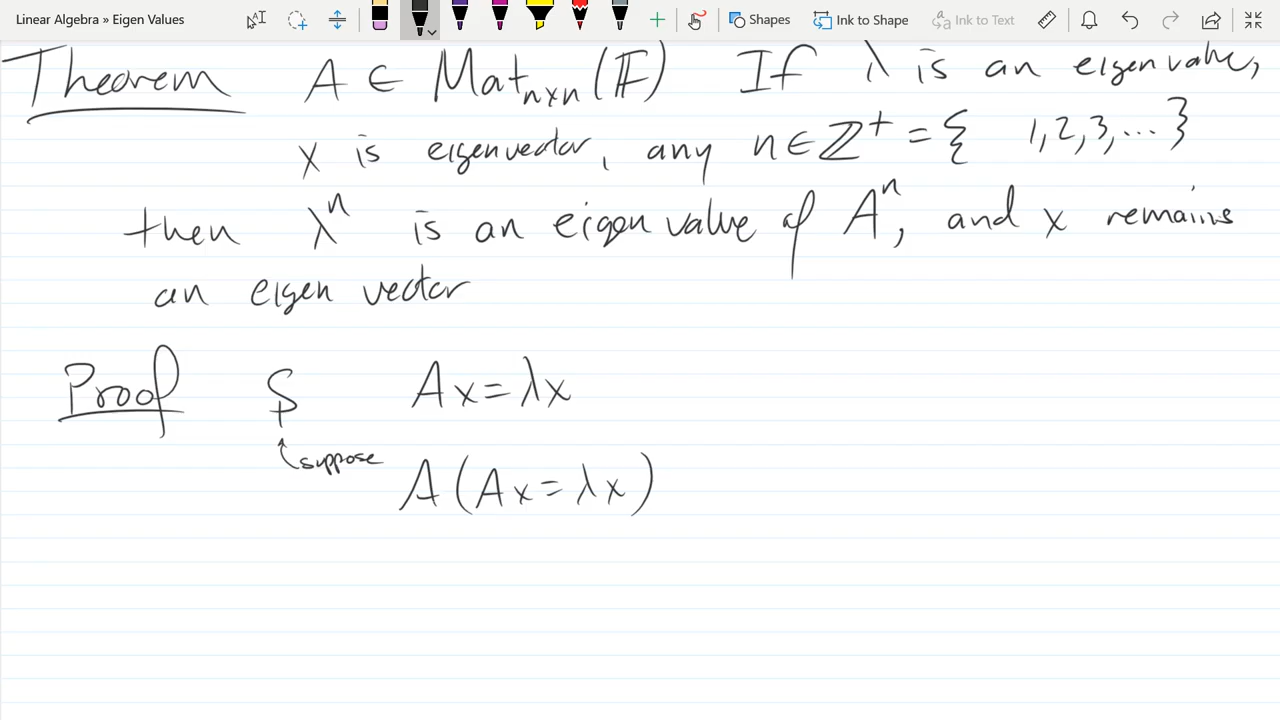 Linear Algebra » Eigen Values
Shapes
Ink to Shape
Ink to Text
Theorem A ∈ Mat_{n×n}(𝔽) If λ is an eigenvalue,
x is eigenvector, any n ∈ ℤ⁺ = { 1, 2, 3, ... }
then λⁿ is an eigen value of Aⁿ, and x remains
an eigen vector
Proof S Ax = λx
suppose
A(Ax = λx)